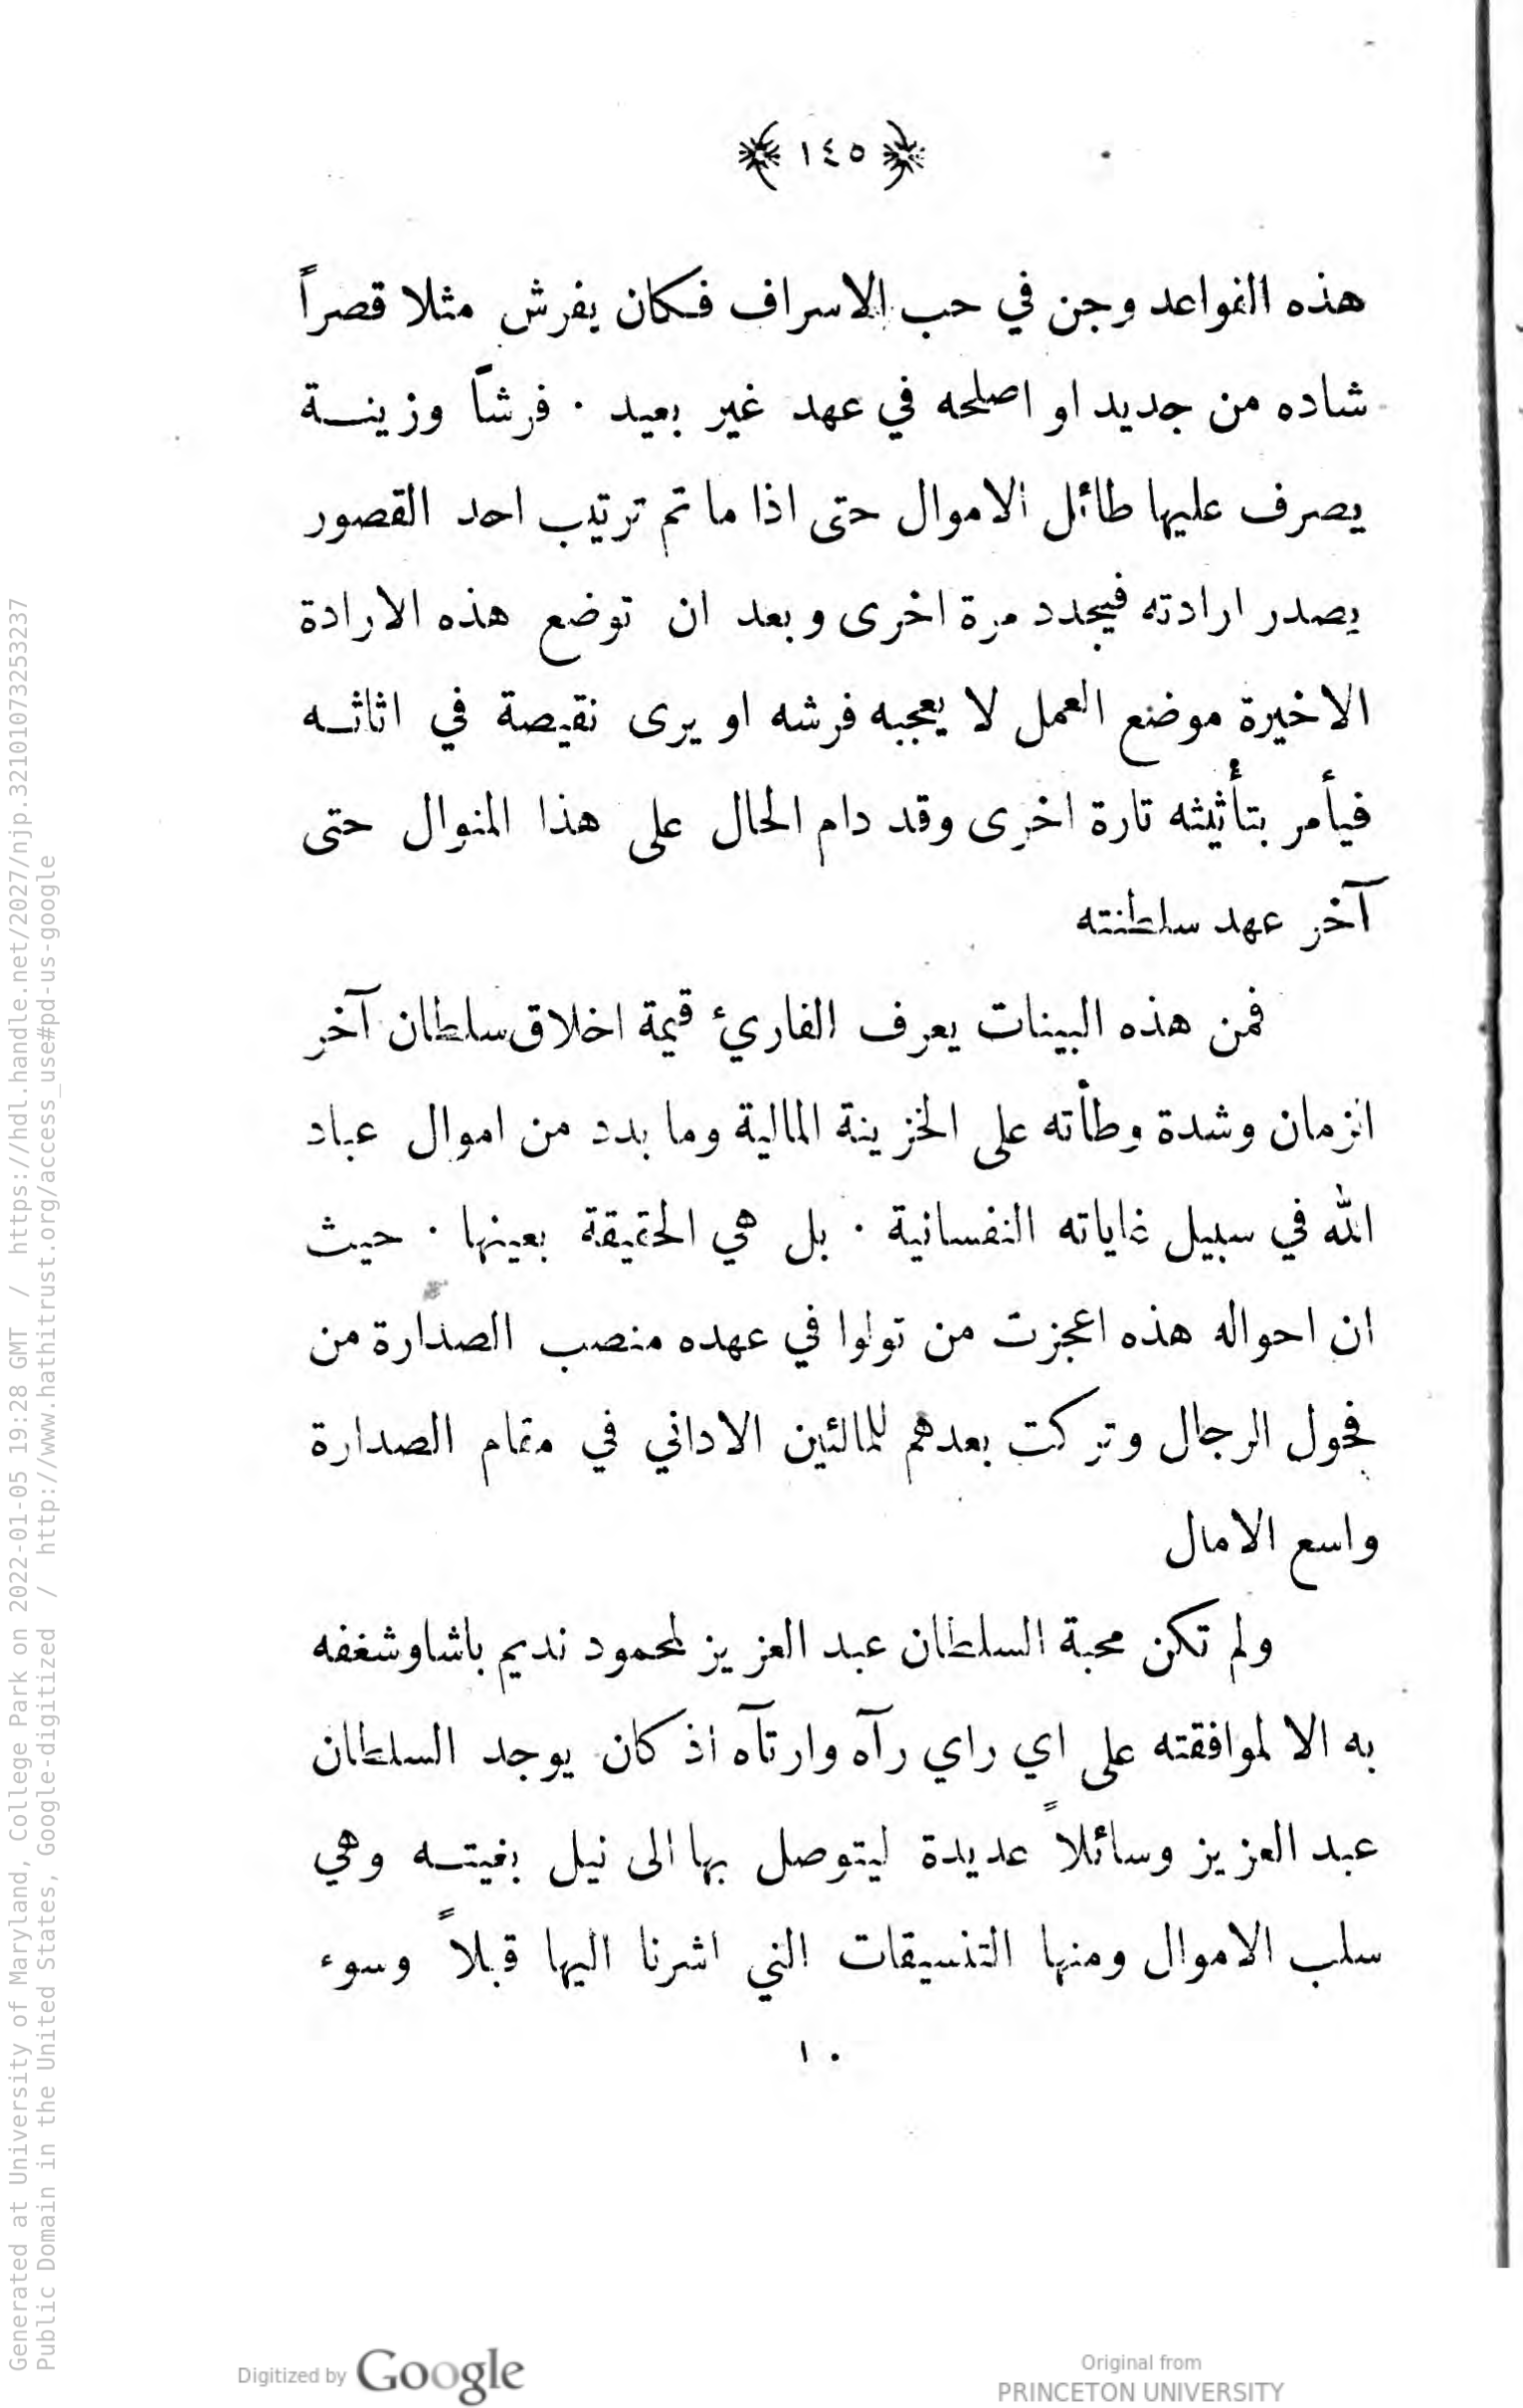 ١٤٥
هذه القواعد وجن في حب الاسراف فكان يفرش مثلا قصراً
شاده من جديد او اصلحه في عهد غير بعيد ٠ فرشاً وزينة
يصرف عليها طائل الاموال حتى اذا ما تم ترتيب احد القصور
يصدر ارادته فيجدد مرة اخرى وبعد ان توضع هذه الارادة
الاخيرة موضع العمل لا يعجبه فرشه او يرى نقيصة في اثاثه
فيأمر بتأثيثه تارة اخرى وقد دام الحال على هذا المنوال حتى
آخر عهد سلطنته
فمن هذه البينات يعرف القاريء قيمة اخلاق سلطان آخر
الزمان وشدة وطأته على الخزينة المالية وما بدد من اموال عباد
الله في سبيل غاياته النفسانية ٠ بل هي الحقيقة بعينها ٠ حيث
ان احواله هذه اعجزت من تولوا في عهده منصب الصدارة من
فحول الرجال وتركت بعدهم للمائين الاداني في مقام الصدارة
واسع الامال
ولم تكن محبة السلطان عبد العزيز لمحمود نديم باشا وشغفه
به الا لموافقته على اي راي رآه وارتآه اذ كان يوجد السلطان
عبد العزيز وسائلاً عديدة ليتوصل بها الى نيل بغيته وهي
سلب الاموال ومنها التنسيقات التي اشرنا اليها قبلاً وسوء
١٠
Generated at University of Maryland, College Park on 2022-01-05 19:28 GMT / https://hdl.handle.net/2027/njp.32101073253237
Public Domain in the United States, Google-digitized / http://www.hathitrust.org/access_use#pd-us-google
Digitized by Google
Original from
PRINCETON UNIVERSITY